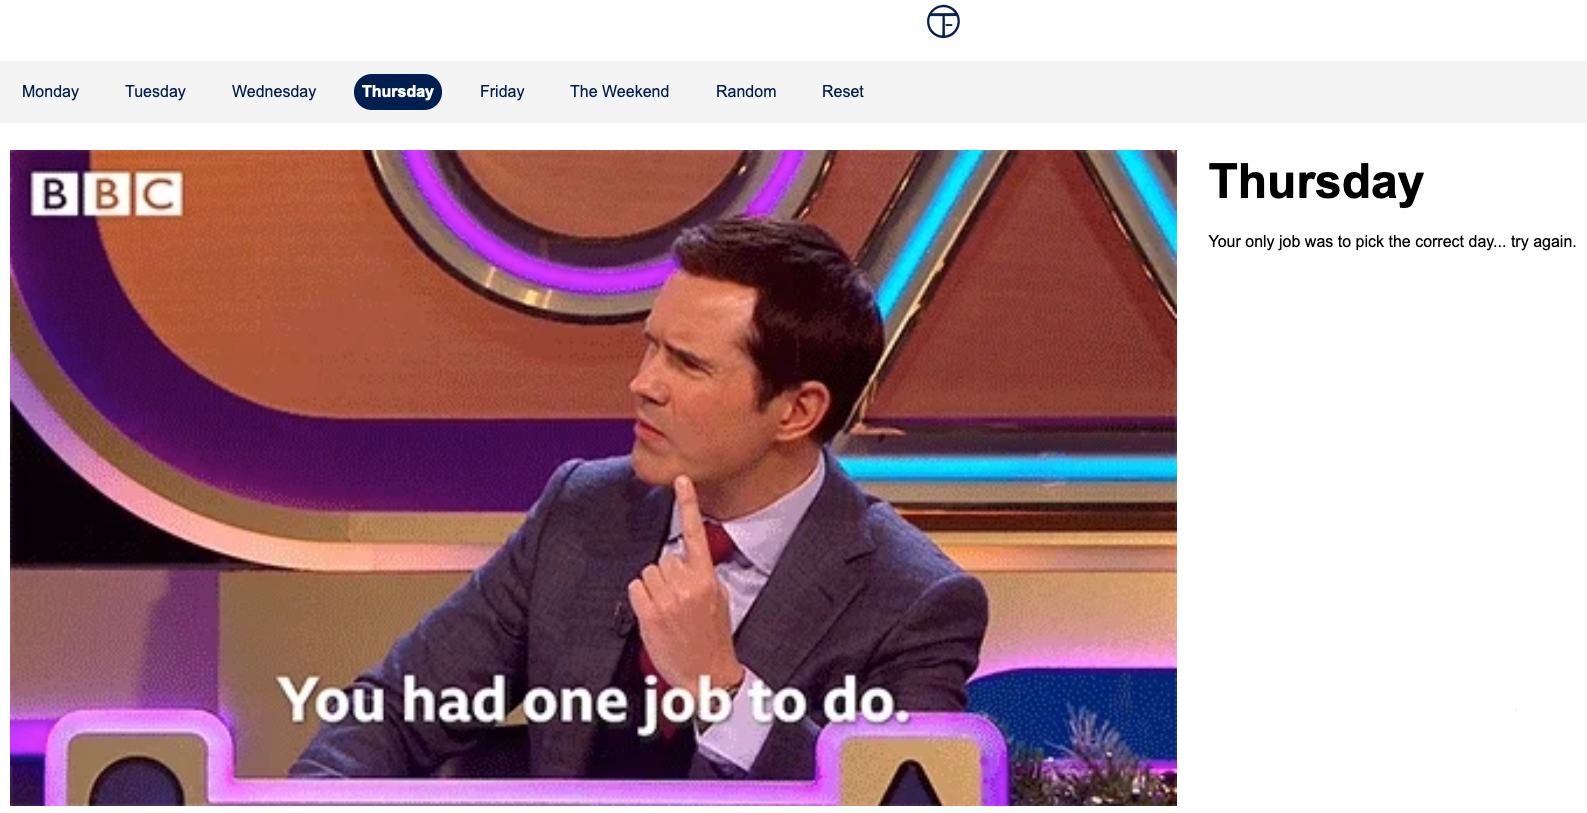 Monday Tuesday Wednesday Thursday Friday The Weekend Random Reset
BBC
You had one job to do.
Thursday
Your only job was to pick the correct day... try again.